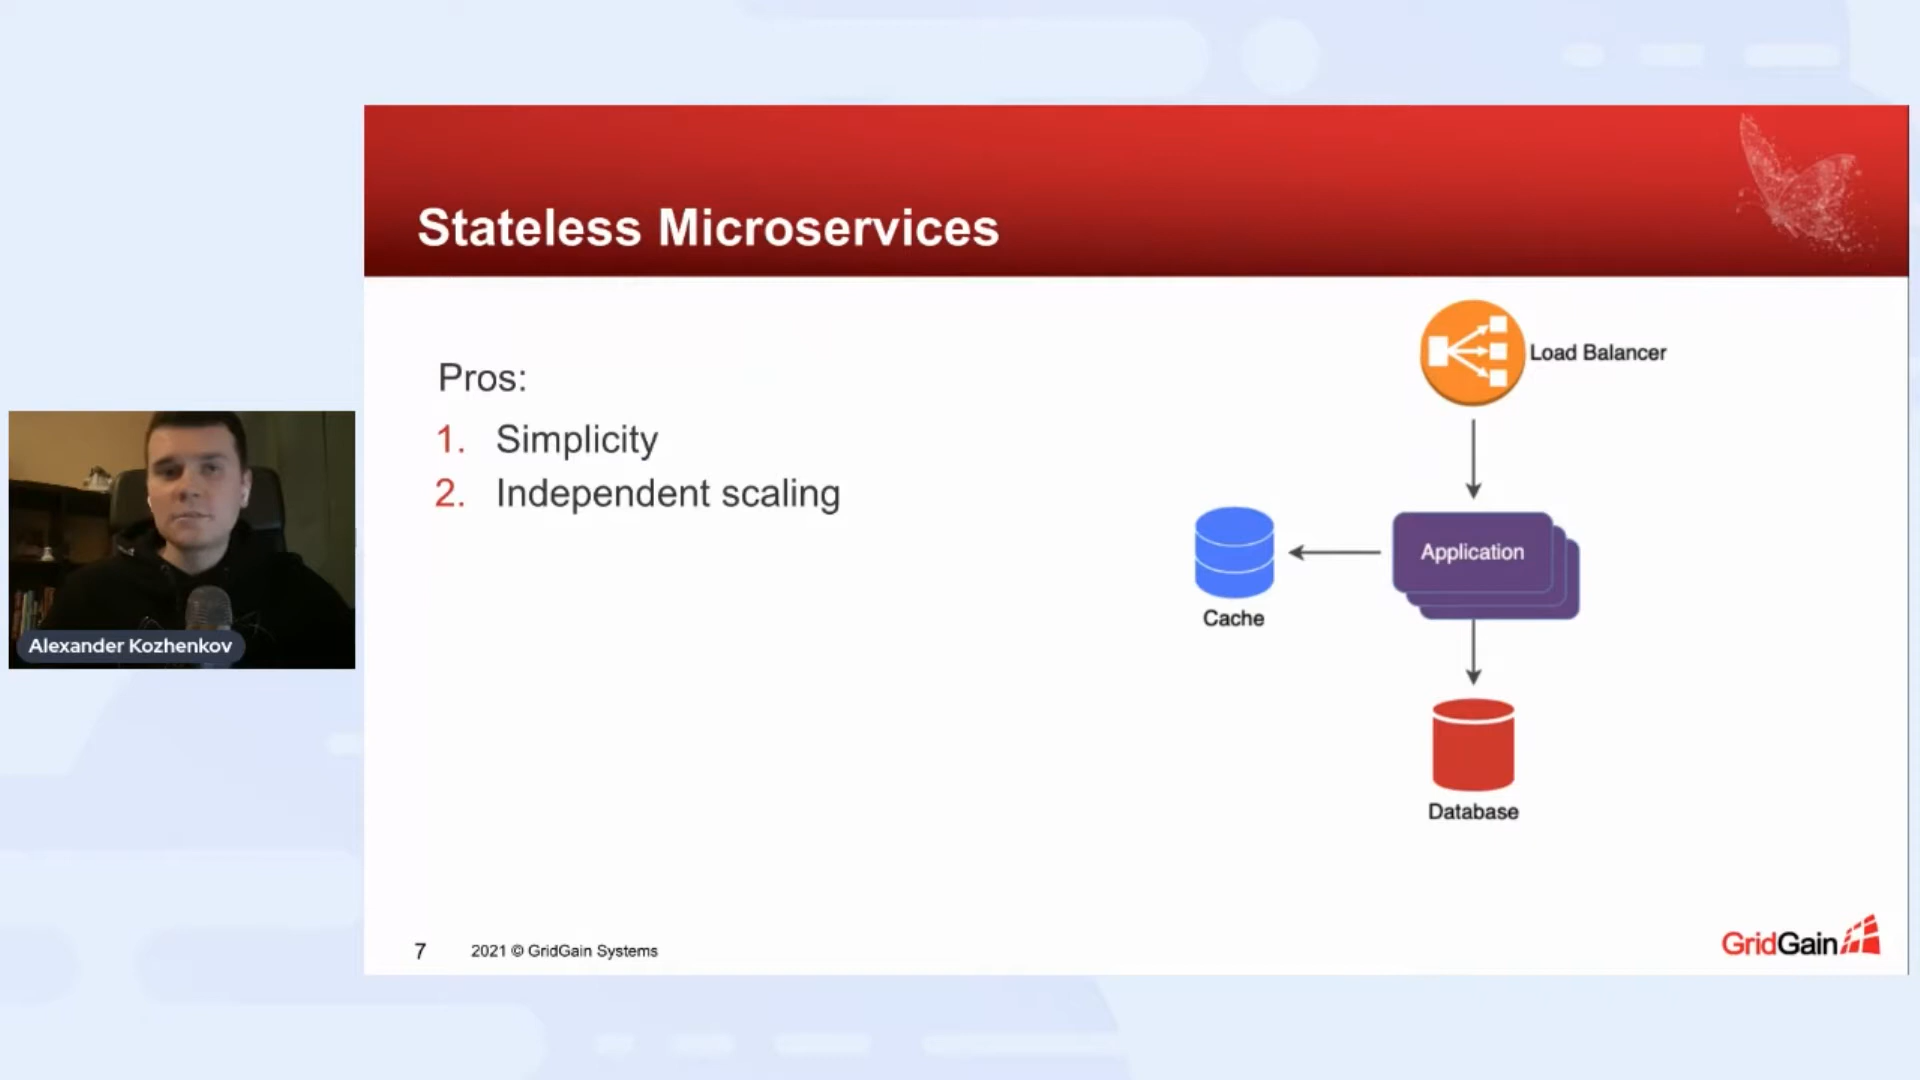 Stateless Microservices
Pros:
1. Simplicity
2. Independent scaling
Load Balancer
Application
Cache
Database
Alexander Kozhenkov
7 2021 © GridGain Systems
GridGain